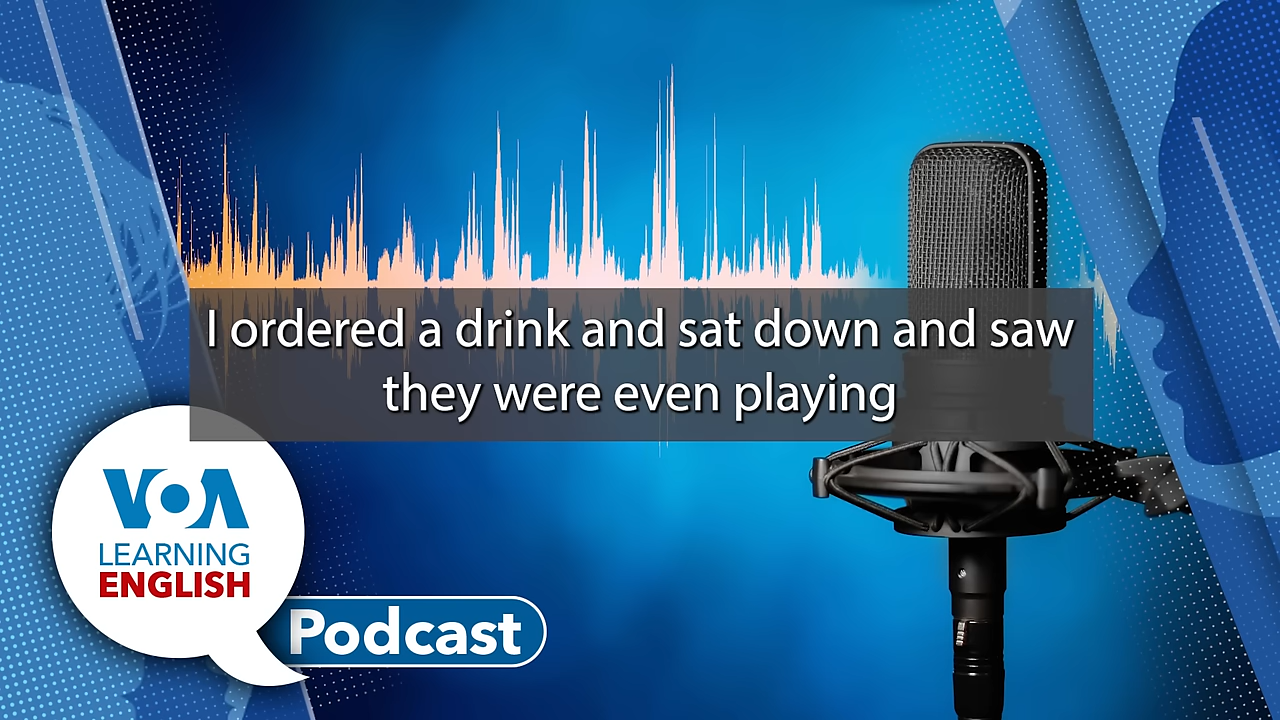 I ordered a drink and sat down and saw
they were even playing
VOA
LEARNING
ENGLISH
Podcast